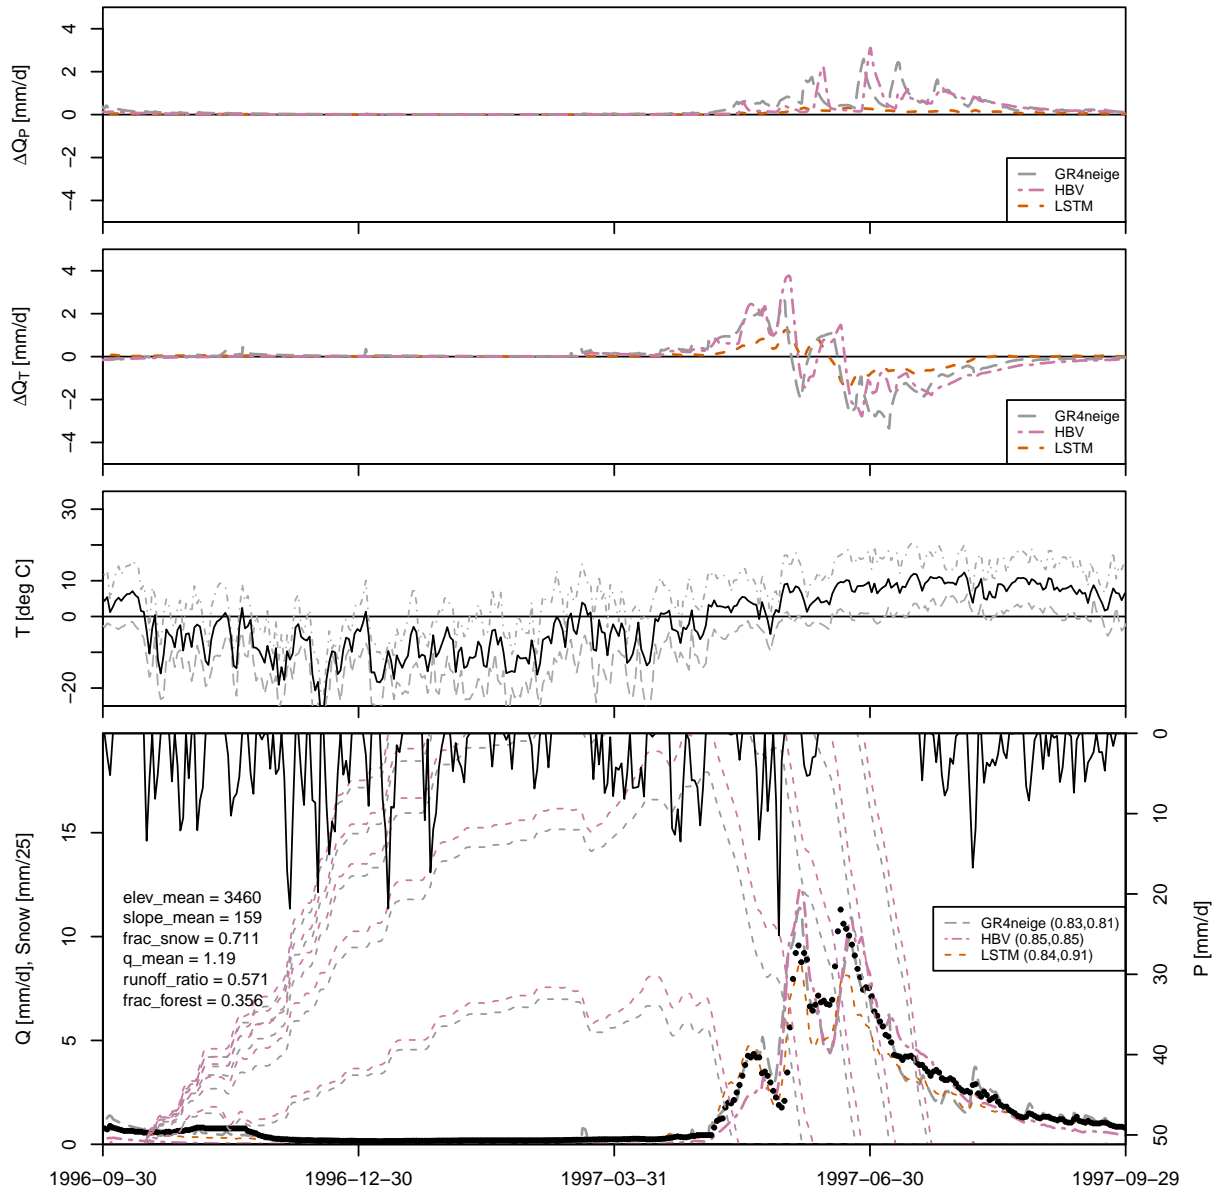 4
2
0
−2
−4
ΔQP [mm/d]
GR4neige
HBV
LSTM
4
2
0
−2
−4
ΔQT [mm/d]
GR4neige
HBV
LSTM
30
10
0
−20
T [deg C]
15
10
5
0
Q [mm/d], Snow [mm/25]
elev_mean = 3460
slope_mean = 159
frac_snow = 0.711
q_mean = 1.19
runoff_ratio = 0.571
frac_forest = 0.356
GR4neige (0.83,0.81)
HBV (0.85,0.85)
LSTM (0.84,0.91)
0
10
20
30
40
50
P [mm/d]
1996−09−30 1996−12−30 1997−03−31 1997−06−30 1997−09−29